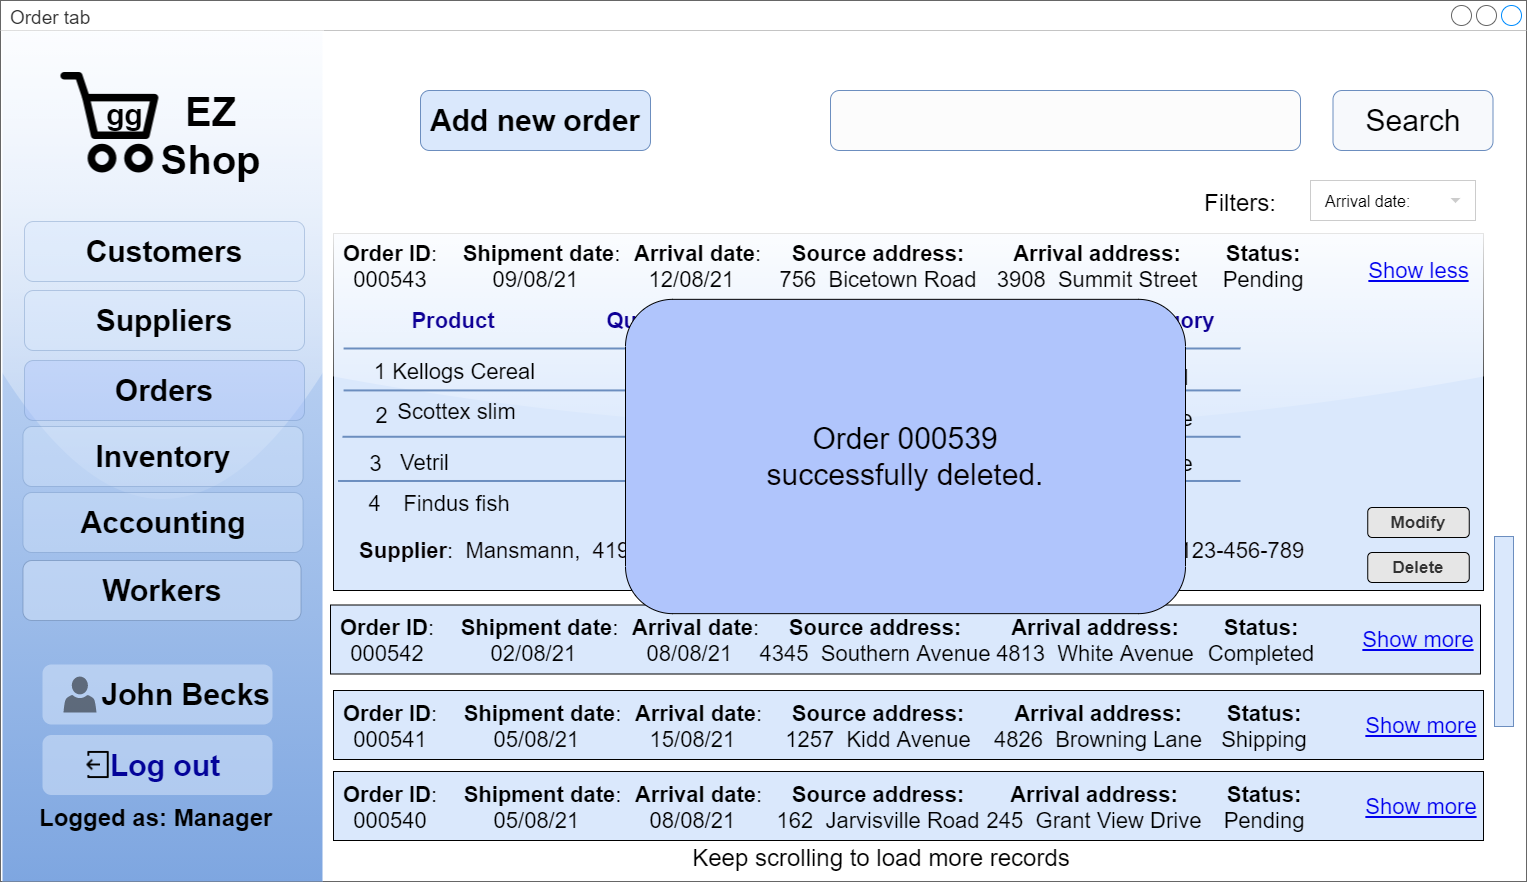 Order tab
gg
EZ
Shop
Customers
Suppliers
Orders
Inventory
Accounting
Workers
John Becks
Log out
Logged as: Manager
Add new order
Search
Filters:
Arrival date:
Order ID: Shipment date: Arrival date: Source address: Arrival address: Status:
000543 09/08/21 12/08/21 756 Bicetown Road 3908 Summit Street Pending
Show less
Product
1 Kellogs Cereal
2 Scottex slim
3 Vetril
4 Findus fish
Supplier: Mansmann,
123-456-789
Modify
Delete
Order 000539
successfully deleted.
Order ID: Shipment date: Arrival date: Source address: Arrival address: Status:
000542 02/08/21 08/08/21 4345 Southern Avenue 4813 White Avenue Completed
Show more
Order ID: Shipment date: Arrival date: Source address: Arrival address: Status:
000541 05/08/21 15/08/21 1257 Kidd Avenue 4826 Browning Lane Shipping
Show more
Order ID: Shipment date: Arrival date: Source address: Arrival address: Status:
000540 05/08/21 08/08/21 162 Jarvisville Road 245 Grant View Drive Pending
Show more
Keep scrolling to load more records